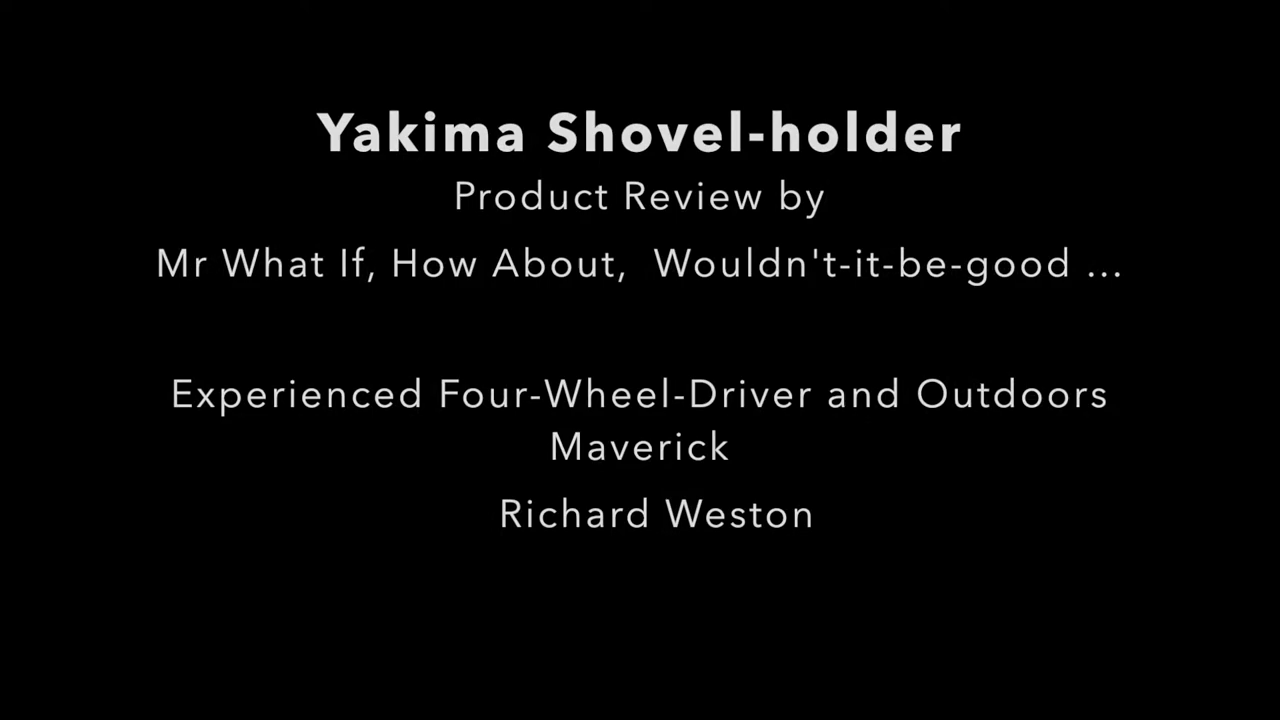 Yakima Shovel-holder
Product Review by
Mr What If, How About,  Wouldn't-it-be-good ...
Experienced Four-Wheel-Driver and Outdoors
Maverick
Richard Weston